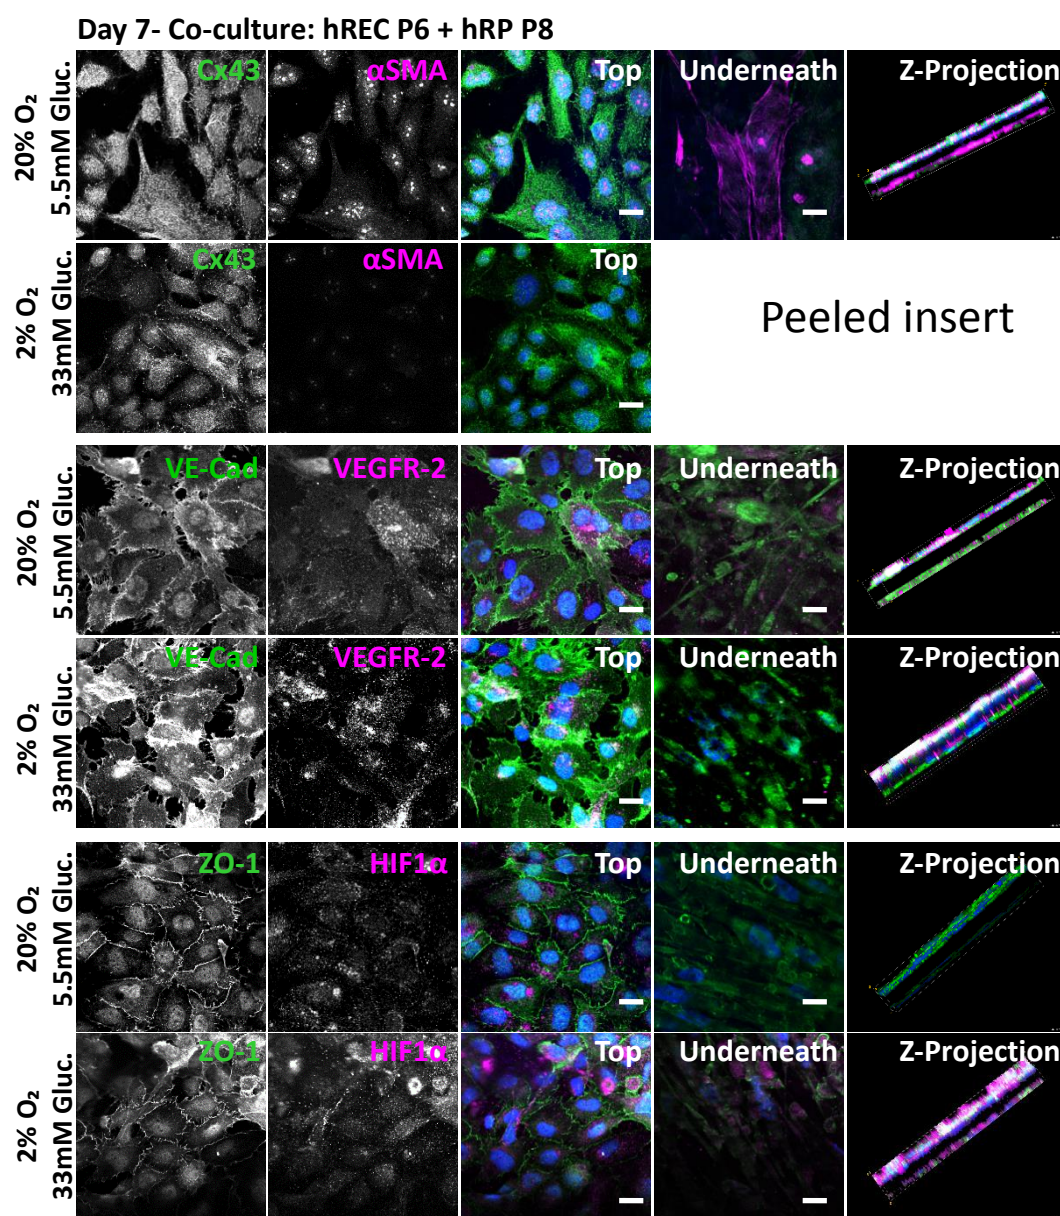 Day 7- Co-culture: hREC P6 + hRP P8
20% O₂
5.5mM Gluc.
Cx43
αSMA
Top
Underneath
Z-Projection
2% O₂
33mM Gluc.
Cx43
αSMA
Top
Peeled insert
20% O₂
5.5mM Gluc.
VE-Cad
VEGFR-2
Top
Underneath
Z-Projection
2% O₂
33mM Gluc.
VE-Cad
VEGFR-2
Top
Underneath
Z-Projection
20% O₂
5.5mM Gluc.
ZO-1
HIF1α
Top
Underneath
Z-Projection
2% O₂
33mM Gluc.
ZO-1
HIF1α
Top
Underneath
Z-Projection